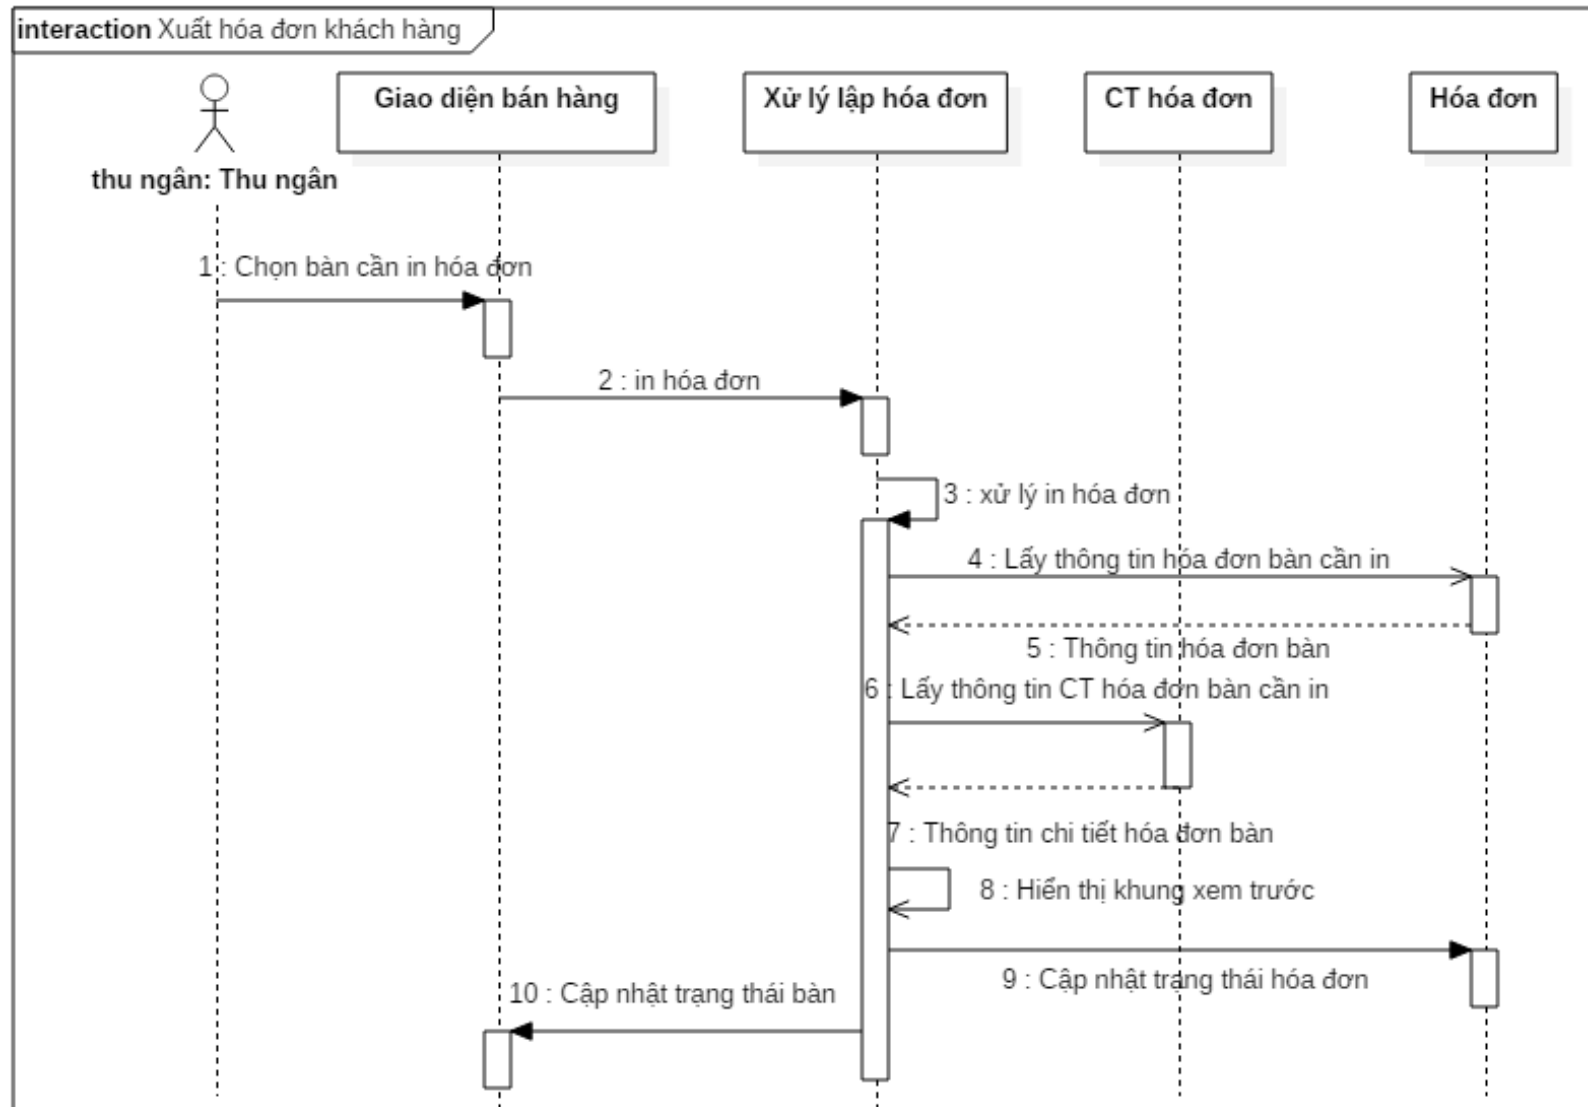 interaction Xuất hóa đơn khách hàng
Giao diện bán hàng
Xử lý lập hóa đơn
CT hóa đơn
Hóa đơn
thu ngân: Thu ngân
1 : Chọn bàn cần in hóa đơn
2 : in hóa đơn
3 : xử lý in hóa đơn
4 : Lấy thông tin hóa đơn bàn cần in
5 : Thông tin hóa đơn bàn
6 : Lấy thông tin CT hóa đơn bàn cần in
7 : Thông tin chi tiết hóa đơn bàn
8 : Hiển thị khung xem trước
9 : Cập nhật trạng thái hóa đơn
10 : Cập nhật trạng thái bàn